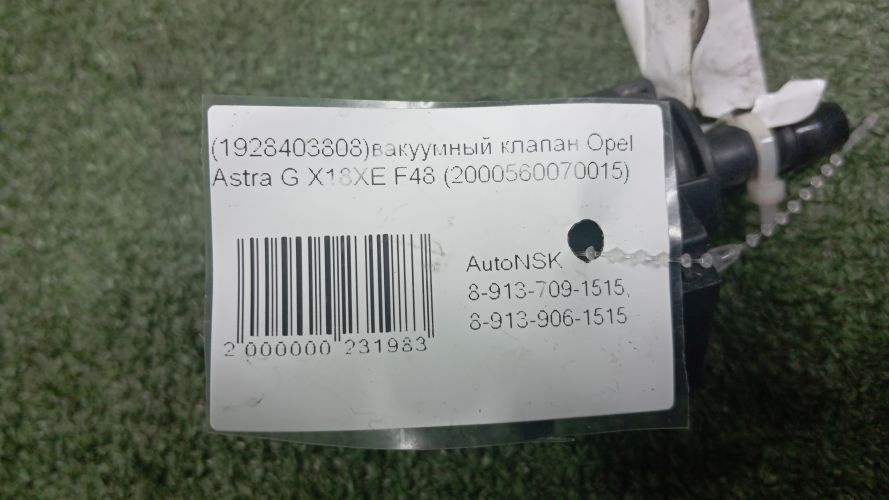 (1928403808)вакуумный клапан Opel
Astra G X18XE F48 (2000560070015)
AutoNSK
8-913-709-1515,
8-913-906-1515
2 000000 231983